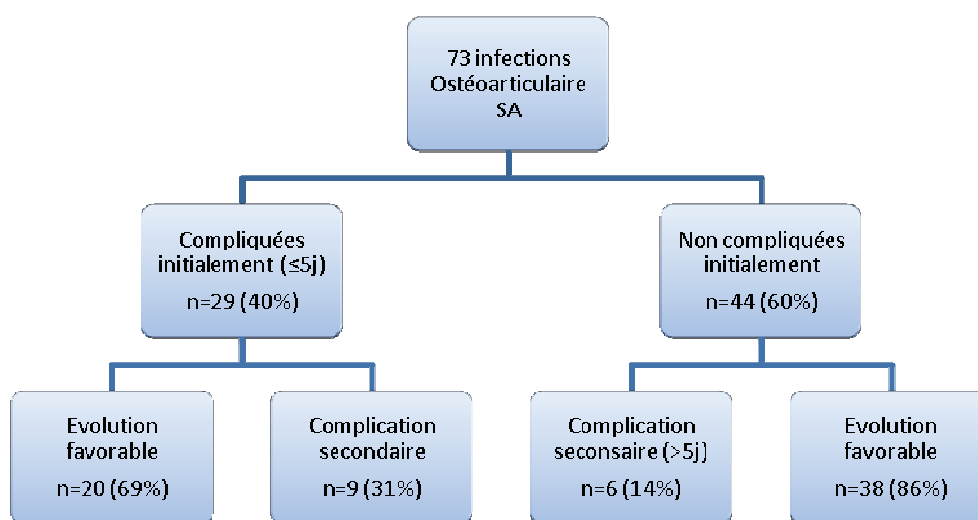 73 infections
Ostéoarticulaire
SA
Compliquées
initialement (≤5j)
n=29 (40%)
Non compliquées
initialement
n=44 (60%)
Evolution
favorable
n=20 (69%)
Complication
secondaire
n=9 (31%)
Complication
seconsaire (>5j)
n=6 (14%)
Evolution
favorable
n=38 (86%)